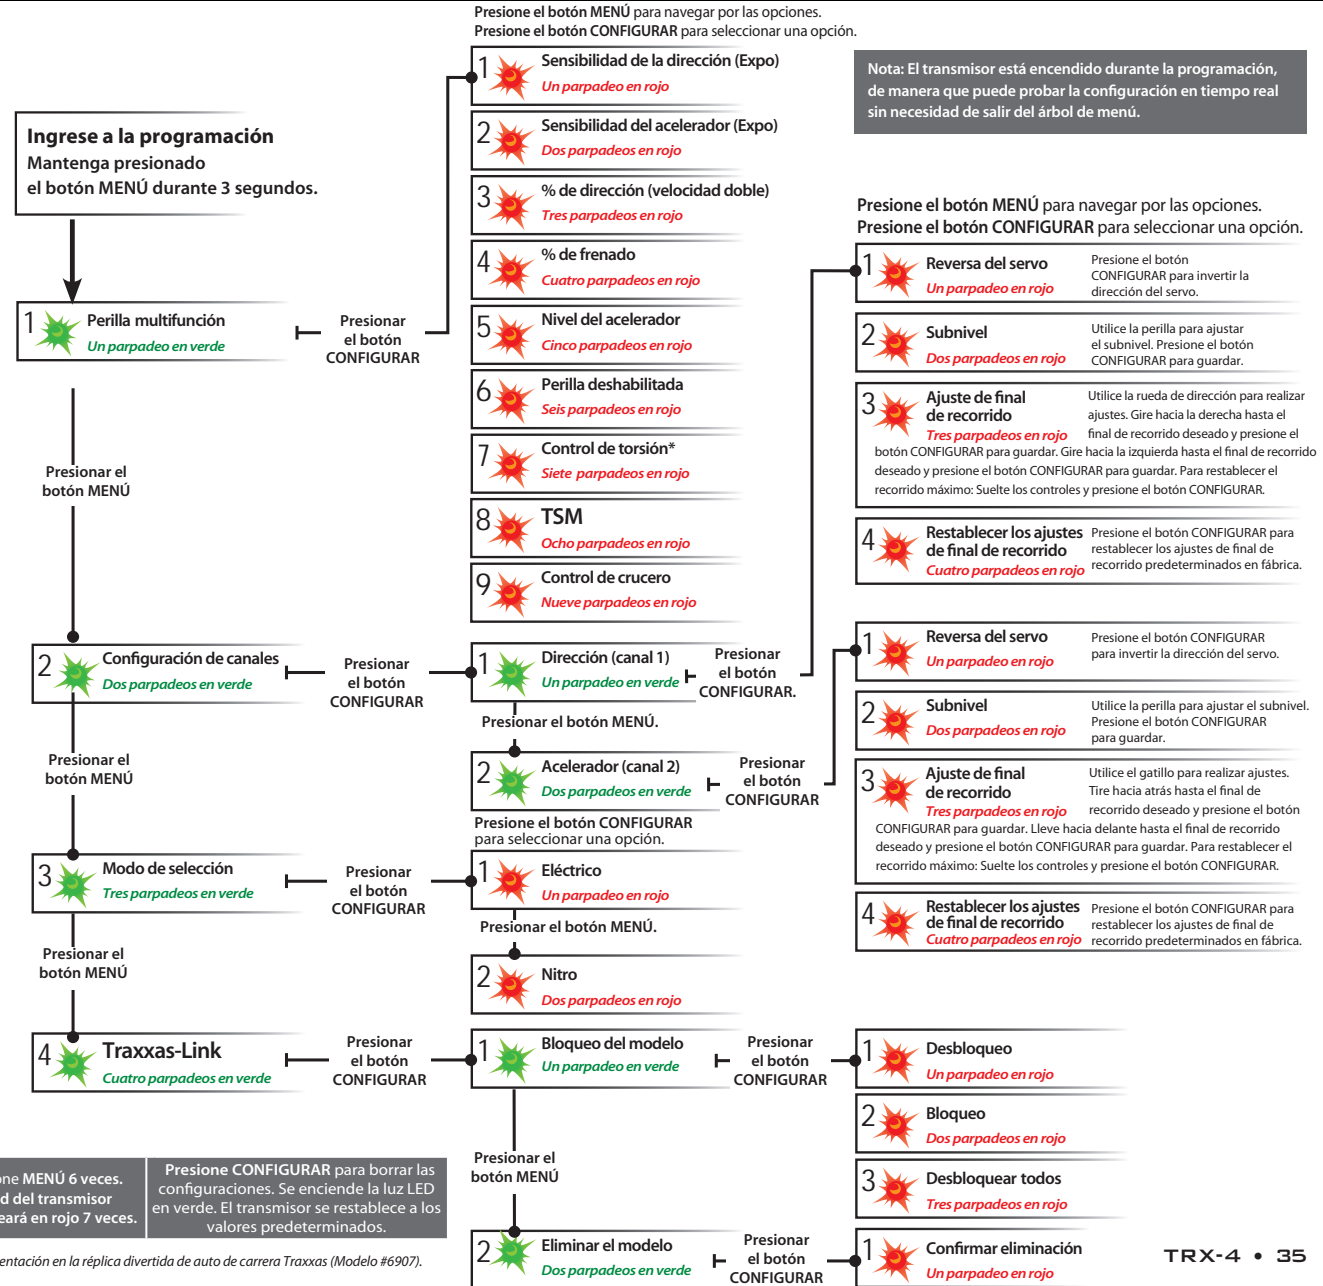 Presione el botón MENÚ para navegar por las opciones.
Presione el botón CONFIGURAR para seleccionar una opción.
Nota: El transmisor está encendido durante la programación,
de manera que puede probar la configuración en tiempo real
sin necesidad de salir del árbol de menú.
Ingrese a la programación
Mantenga presionado
el botón MENÚ durante 3 segundos.
1 Perilla multifunción
Un parpadeo en verde
Presionar
el botón
CONFIGURAR
1 Sensibilidad de la dirección (Expo)
Un parpadeo en rojo
2 Sensibilidad del acelerador (Expo)
Dos parpadeos en rojo
3 % de dirección (velocidad doble)
Tres parpadeos en rojo
4 % de frenado
Cuatro parpadeos en rojo
5 Nivel del acelerador
Cinco parpadeos en rojo
6 Perilla deshabilitada
Seis parpadeos en rojo
7 Control de torsión*
Siete parpadeos en rojo
8 TSM
Ocho parpadeos en rojo
9 Control de crucero
Nueve parpadeos en rojo
Presionar el
botón MENÚ
2 Configuración de canales
Dos parpadeos en verde
Presionar
el botón
CONFIGURAR
1 Dirección (canal 1)
Un parpadeo en verde
Presionar
el botón
CONFIGURAR.
Presione el botón MENÚ para navegar por las opciones.
Presione el botón CONFIGURAR para seleccionar una opción.
1 Reversa del servo
Un parpadeo en rojo
Presione el botón
CONFIGURAR para invertir la
dirección del servo.
2 Subnivel
Dos parpadeos en rojo
Utilice la perilla para ajustar
el subnivel. Presione el botón
CONFIGURAR para guardar.
3 Ajuste de final
de recorrido
Tres parpadeos en rojo
Utilice la rueda de dirección para realizar
ajustes. Gire hacia la derecha hasta el
final de recorrido deseado y presione el
botón CONFIGURAR para guardar. Gire hacia la izquierda hasta el final de recorrido
deseado y presione el botón CONFIGURAR para guardar. Para restablecer el
recorrido máximo: Suelte los controles y presione el botón CONFIGURAR.
4 Restablecer los ajustes
de final de recorrido
Cuatro parpadeos en rojo
Presione el botón CONFIGURAR para
restablecer los ajustes de final de
recorrido predeterminados en fábrica.
Presionar el botón MENÚ.
2 Acelerador (canal 2)
Dos parpadeos en verde
Presionar
el botón
CONFIGURAR
1 Reversa del servo
Un parpadeo en rojo
Presione el botón CONFIGURAR
para invertir la dirección del servo.
2 Subnivel
Dos parpadeos en rojo
Utilice la perilla para ajustar el subnivel.
Presione el botón CONFIGURAR
para guardar.
3 Ajuste de final
de recorrido
Tres parpadeos en rojo
Utilice el gatillo para realizar ajustes.
Tire hacia atrás hasta el final de
recorrido deseado y presione el botón
CONFIGURAR para guardar. Lleve hacia delante hasta el final de recorrido
deseado y presione el botón CONFIGURAR para guardar. Para restablecer el
recorrido máximo: Suelte los controles y presione el botón CONFIGURAR.
4 Restablecer los ajustes
de final de recorrido
Cuatro parpadeos en rojo
Presione el botón CONFIGURAR para
restablecer los ajustes de final de
recorrido predeterminados en fábrica.
Presionar el
botón MENÚ
3 Modo de selección
Tres parpadeos en verde
Presionar
el botón
CONFIGURAR
Presione el botón CONFIGURAR
para seleccionar una opción.
1 Eléctrico
Un parpadeo en rojo
Presionar el botón MENÚ.
2 Nitro
Dos parpadeos en rojo
Presionar el
botón MENÚ
4 Traxxas-Link
Cuatro parpadeos en verde
Presionar
el botón
CONFIGURAR
1 Bloqueo del modelo
Un parpadeo en verde
Presionar
el botón
CONFIGURAR
1 Desbloqueo
Un parpadeo en rojo
2 Bloqueo
Dos parpadeos en rojo
3 Desbloquear todos
Tres parpadeos en rojo
Presionar el
botón MENÚ
2 Eliminar el modelo
Dos parpadeos en verde
Presionar
el botón
CONFIGURAR
1 Confirmar eliminación
Un parpadeo en rojo
one MENÚ 6 veces.
d del transmisor
eará en rojo 7 veces.
Presione CONFIGURAR para borrar las
configuraciones. Se enciende la luz LED
en verde. El transmisor se restablece a los
valores predeterminados.
entación en la réplica divertida de auto de carrera Traxxas (Modelo #6907).
TRX-4 • 35